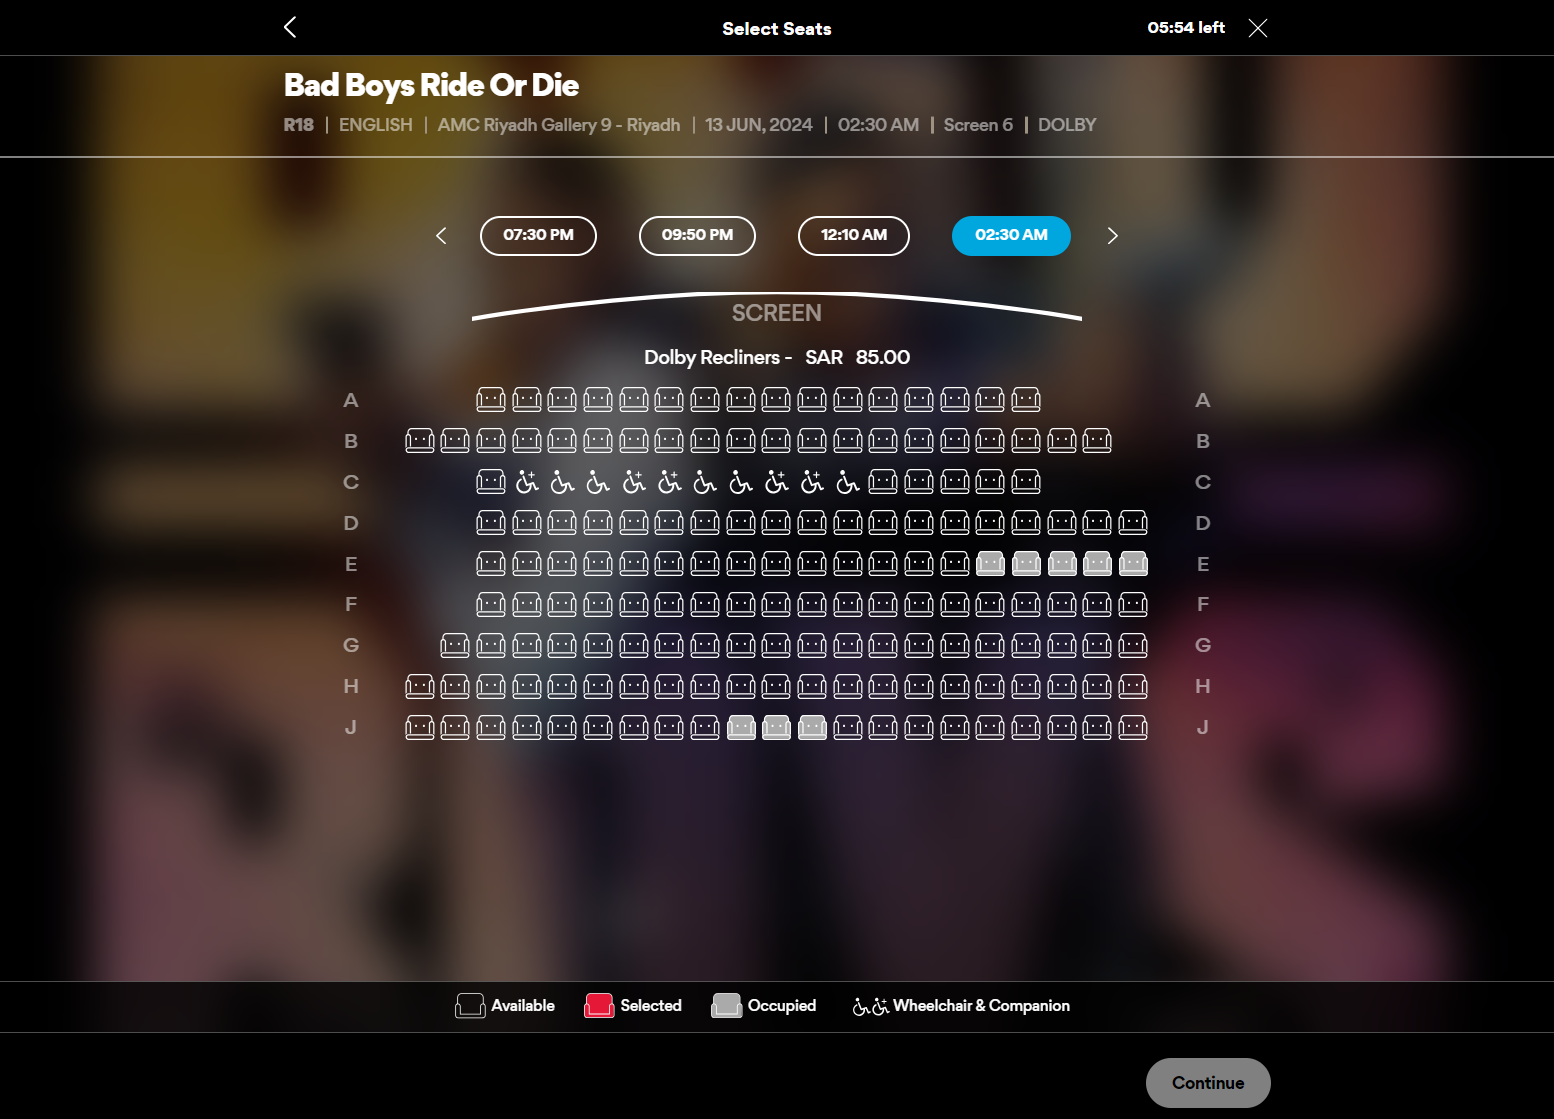 Select Seats
05:54 left
Bad Boys Ride Or Die
R18 | ENGLISH | AMC Riyadh Gallery 9 - Riyadh | 13 JUN, 2024 | 02:30 AM | Screen 6 | DOLBY
07:30 PM 09:50 PM 12:10 AM 02:30 AM
SCREEN
Dolby Recliners - SAR 85.00
A A
B B
C C
D D
E E
F F
G G
H H
J J
Available Selected Occupied Wheelchair & Companion
Continue